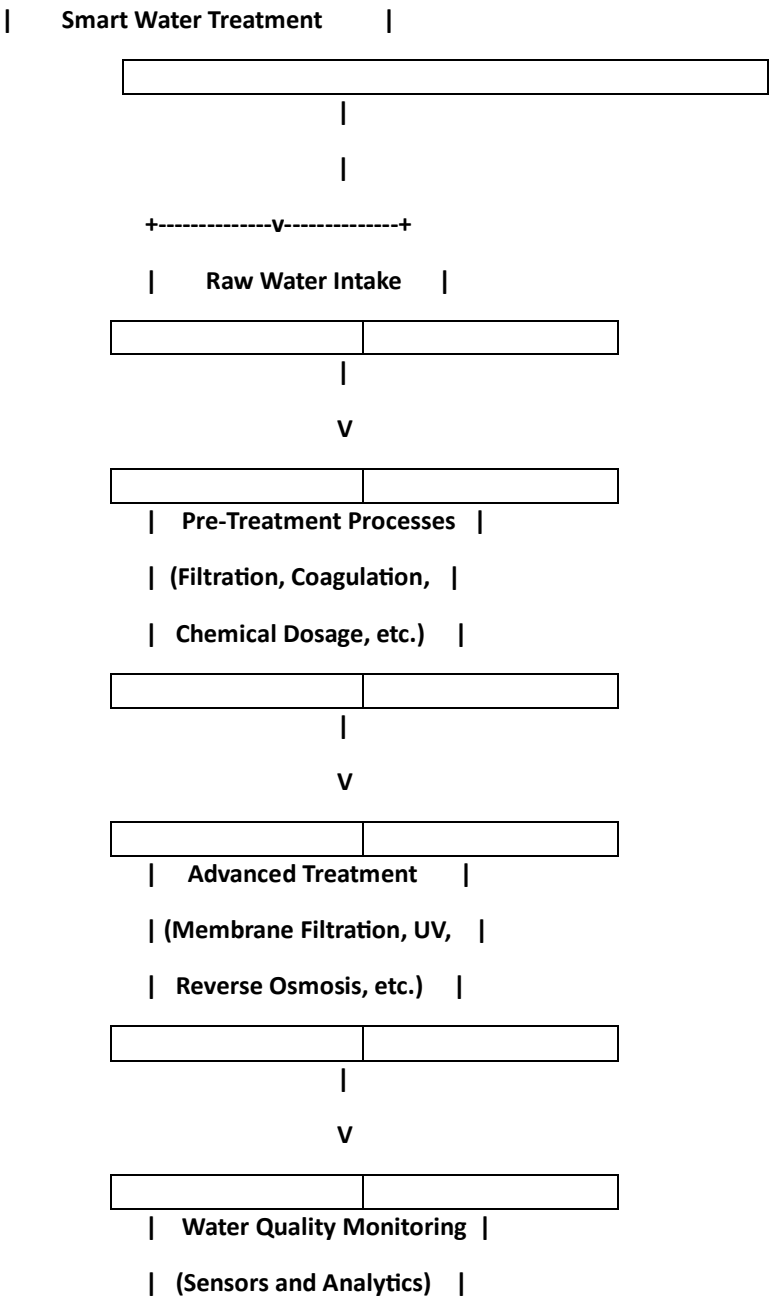 | Smart Water Treatment |
|
|
+--------------v--------------+
| Raw Water Intake |
|
V
| Pre-Treatment Processes |
| (Filtration, Coagulation, |
| Chemical Dosage, etc.) |
|
V
| Advanced Treatment |
| (Membrane Filtration, UV, |
| Reverse Osmosis, etc.) |
|
V
| Water Quality Monitoring |
| (Sensors and Analytics) |